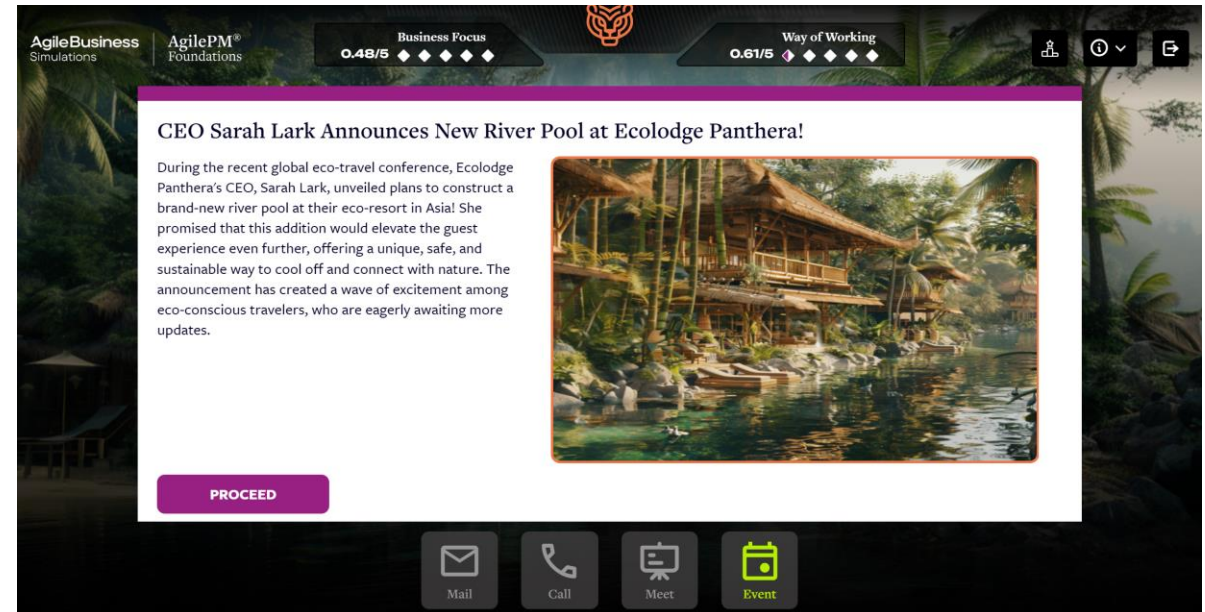 AgileBusiness
Simulations
AgilePM®
Foundations
Business Focus
0.48/5
Way of Working
0.61/5
CEO Sarah Lark Announces New River Pool at Ecolodge Panthera!
During the recent global eco-travel conference, Ecolodge
Panthera's CEO, Sarah Lark, unveiled plans to construct a
brand-new river pool at their eco-resort in Asia! She
promised that this addition would elevate the guest
experience even further, offering a unique, safe, and
sustainable way to cool off and connect with nature. The
announcement has created a wave of excitement among
eco-conscious travelers, who are eagerly awaiting more
updates.
PROCEED
Mail
Call
Meet
Event